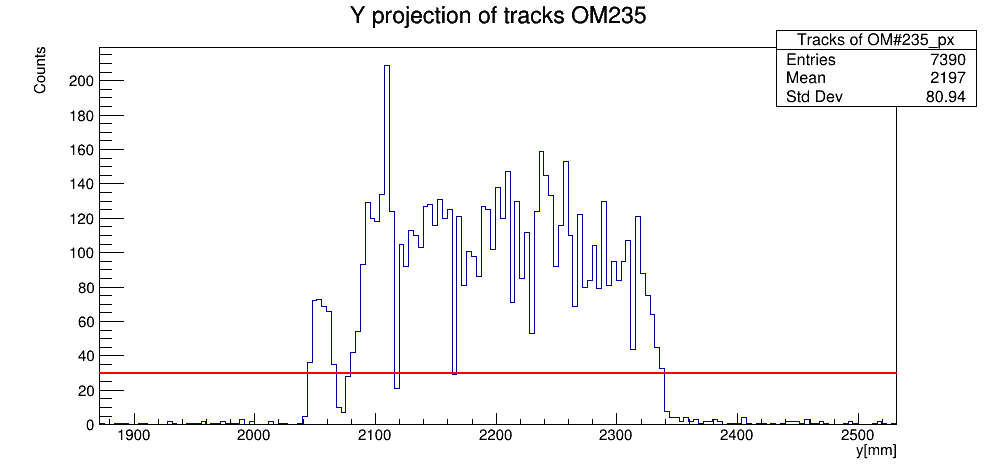 Y projection of tracks OM235
Tracks of OM#235_px
Entries 7390
Mean 2197
Std Dev 80.94
Counts
200
180
160
140
120
100
80
60
40
20
0
1900 2000 2100 2200 2300 2400 2500
y[mm]